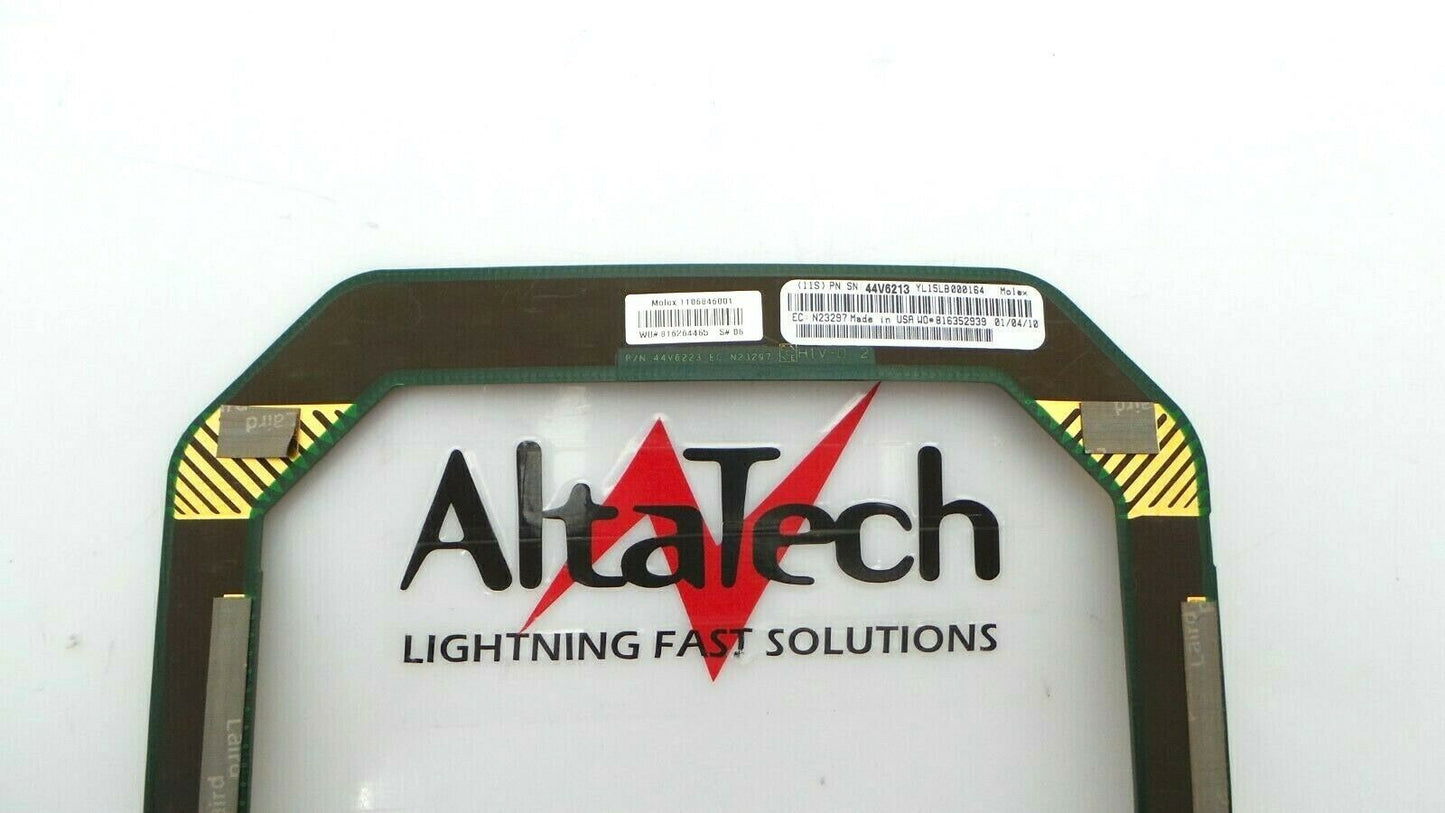 Molex 1106846001
WO# 816264465 S# 06
(11S) PN SN 44V6213 YL15LB000164 Molex
EC N23297 Made in USA WO# 816352939 01/04/10
P/N 44V6223 EC N23297
Laird
Laird
AltaTech
LIGHTNING FAST SOLUTIONS
Laird
Laird
Laird